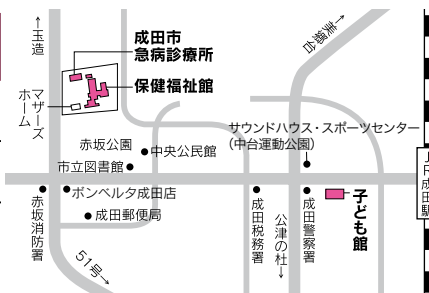 ←玉造
成田市
急病診療所
保健福祉館
マザーズ
ホーム
←美郷台
赤坂公園
中央公民館
市立図書館
サウンドハウス・スポーツセンター
(中台運動公園)
ボンベルタ成田店
成田郵便局
赤坂消防署
51号→
成田税務署
公津の杜→
成田警察署
子ども館
JR成田駅